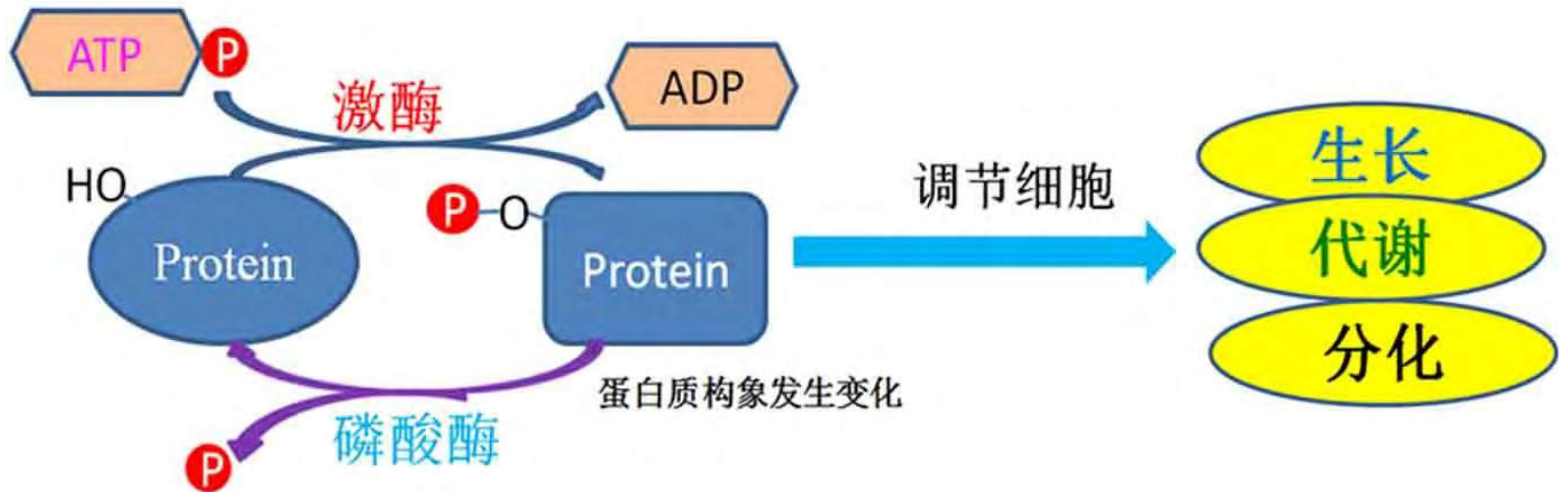 ATP
P
激酶
ADP
HO
Protein
P
O
Protein
调节细胞
生长
代谢
分化
蛋白质构象发生变化
磷酸酶
P